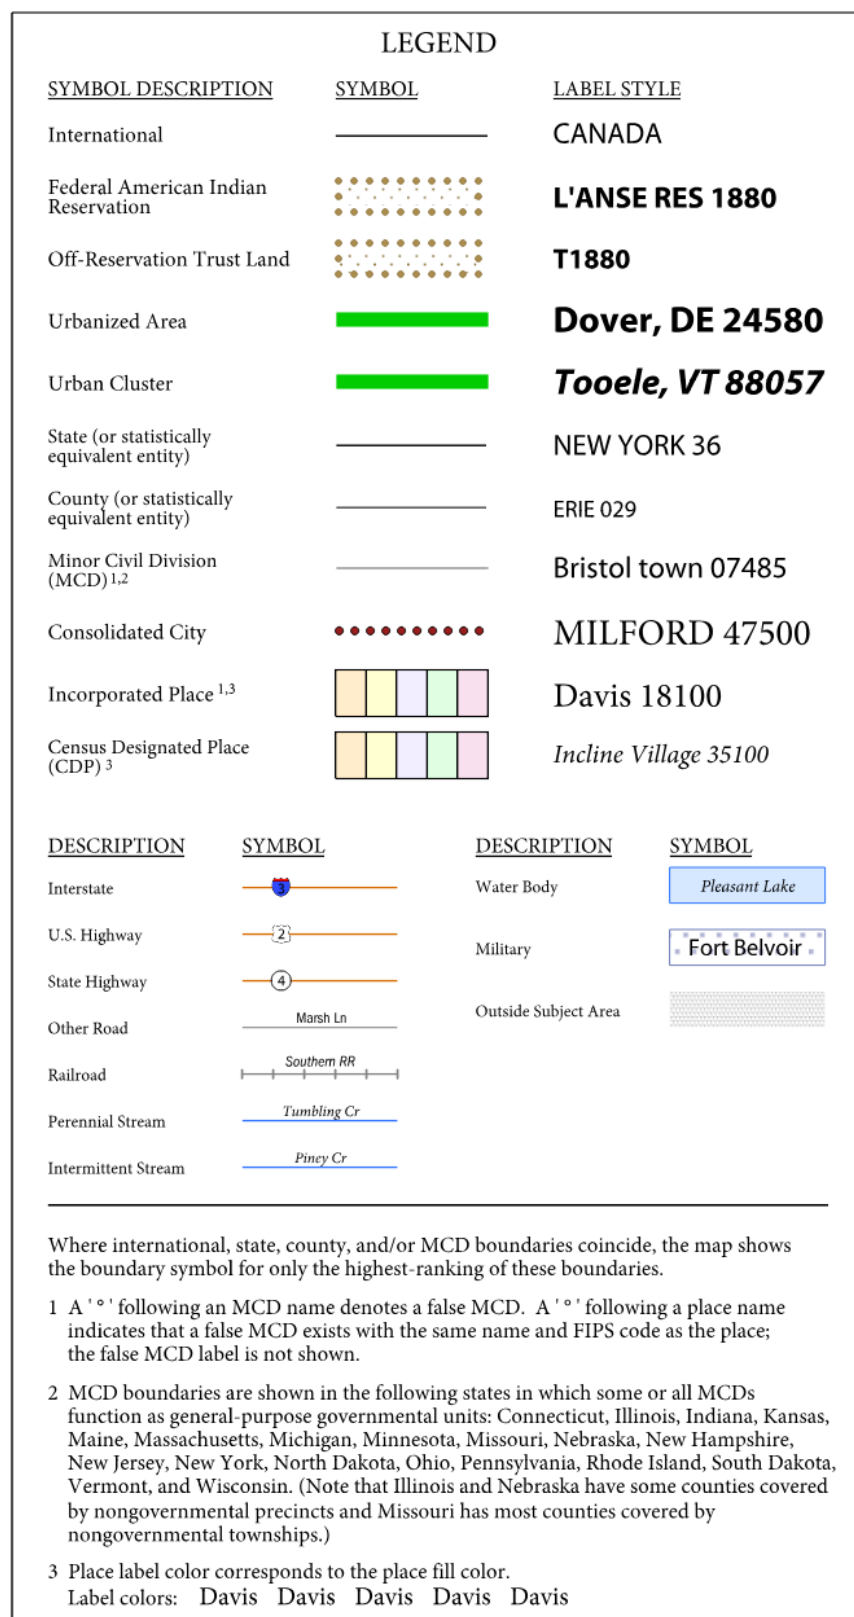 LEGEND
SYMBOL DESCRIPTION SYMBOL LABEL STYLE
International CANADA
Federal American Indian
Reservation L'ANSE RES 1880
Off-Reservation Trust Land T1880
Urbanized Area Dover, DE 24580
Urban Cluster Tooele, VT 88057
State (or statistically
equivalent entity) NEW YORK 36
County (or statistically
equivalent entity) ERIE 029
Minor Civil Division
(MCD) 1,2 Bristol town 07485
Consolidated City MILFORD 47500
Incorporated Place 1,3 Davis 18100
Census Designated Place
(CDP) 3 Incline Village 35100
DESCRIPTION SYMBOL DESCRIPTION SYMBOL
Interstate 3 Water Body Pleasant Lake
U.S. Highway 2
Military Fort Belvoir
State Highway 4
Outside Subject Area
Other Road Marsh Ln
Railroad Southern RR
Perennial Stream Tumbling Cr
Intermittent Stream Piney Cr
Where international, state, county, and/or MCD boundaries coincide, the map shows
the boundary symbol for only the highest-ranking of these boundaries.
1 A ' ° ' following an MCD name denotes a false MCD. A ' ° ' following a place name
indicates that a false MCD exists with the same name and FIPS code as the place;
the false MCD label is not shown.
2 MCD boundaries are shown in the following states in which some or all MCDs
function as general-purpose governmental units: Connecticut, Illinois, Indiana, Kansas,
Maine, Massachusetts, Michigan, Minnesota, Missouri, Nebraska, New Hampshire,
New Jersey, New York, North Dakota, Ohio, Pennsylvania, Rhode Island, South Dakota,
Vermont, and Wisconsin. (Note that Illinois and Nebraska have some counties covered
by nongovernmental precincts and Missouri has most counties covered by
nongovernmental townships.)
3 Place label color corresponds to the place fill color.
Label colors: Davis Davis Davis Davis Davis